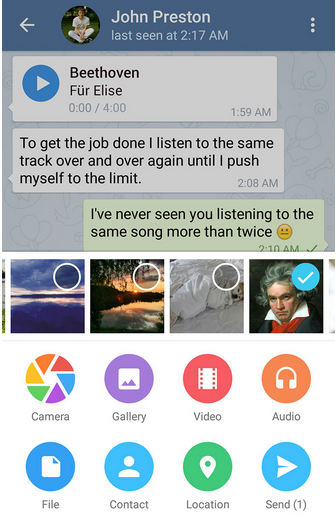 John Preston
last seen at 2:17 AM
Beethoven
Für Elise
0:00 / 4:00
1:59 AM
To get the job done I listen to the same
track over and over again until I push
myself to the limit.
2:08 AM
I've never seen you listening to the
same song more than twice 😐
2:10 AM
Camera
Gallery
Video
Audio
File
Contact
Location
Send (1)